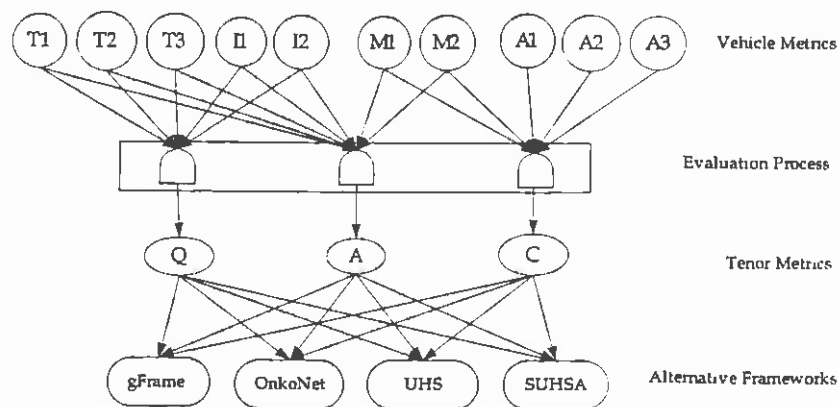 T1 T2 T3 I1 I2 M1 M2 A1 A2 A3 Vehicle Metrics
Evaluation Process
Q A C Tenor Metrics
gFrame OnkoNet UHS SUHSA Alternative Frameworks